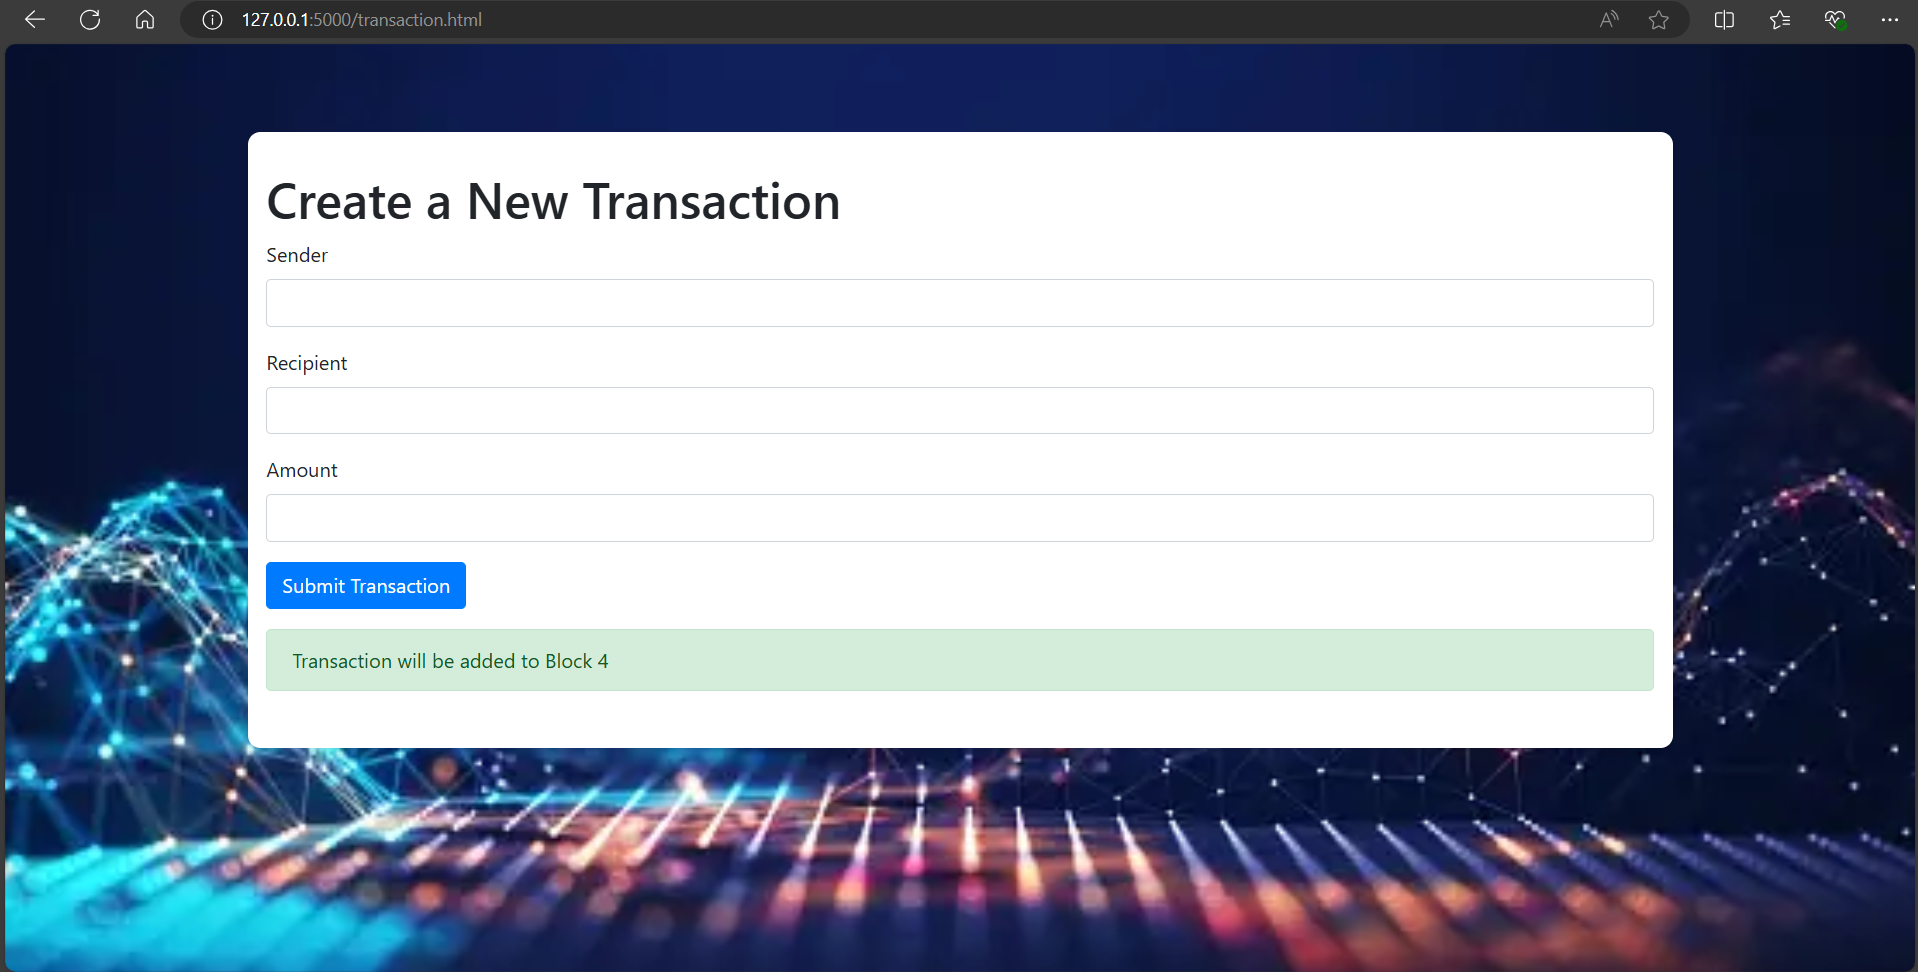 127.0.0.1:5000/transaction.html
Create a New Transaction
Sender
Recipient
Amount
Submit Transaction
Transaction will be added to Block 4